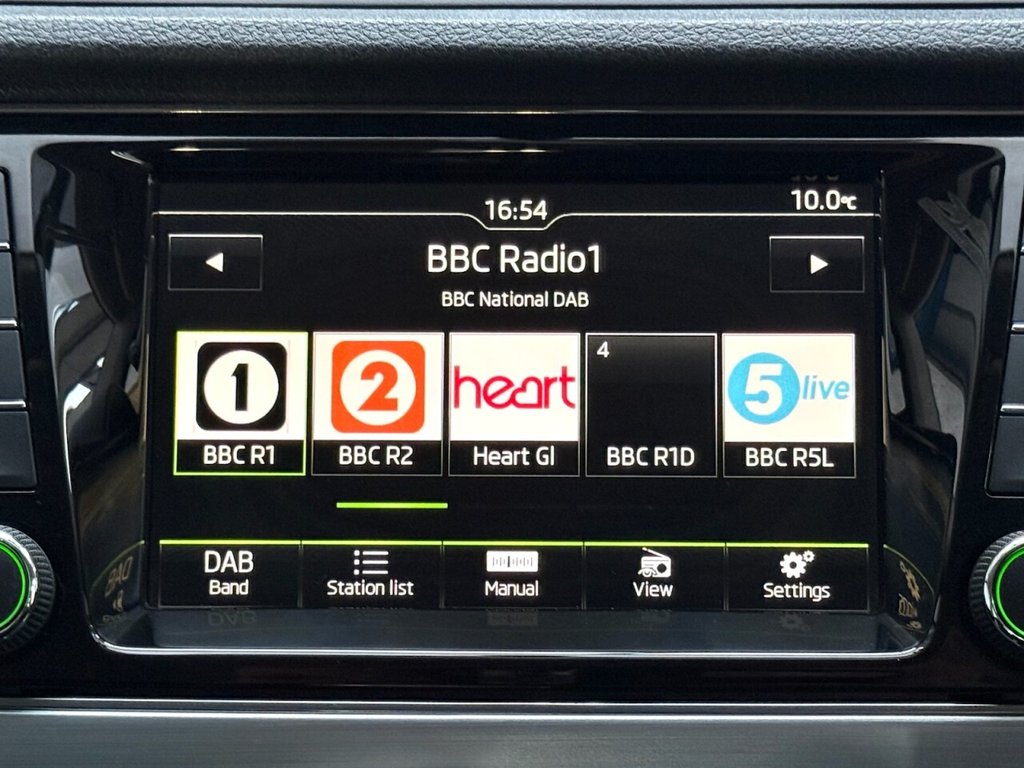 16:54
10.0°C
BBC Radio1
BBC National DAB
1
2
heart
4
5 live
BBC R1
BBC R2
Heart Gl
BBC R1D
BBC R5L
DAB
Band
Station list
Manual
View
Settings